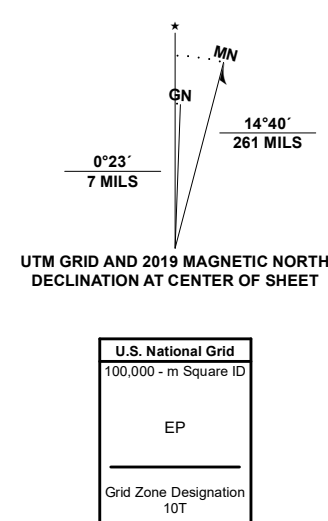 ★
MN
GN
14°40´
261 MILS
0°23´
7 MILS
UTM GRID AND 2019 MAGNETIC NORTH
DECLINATION AT CENTER OF SHEET
U.S. National Grid
100,000 - m Square ID
EP
Grid Zone Designation
10T